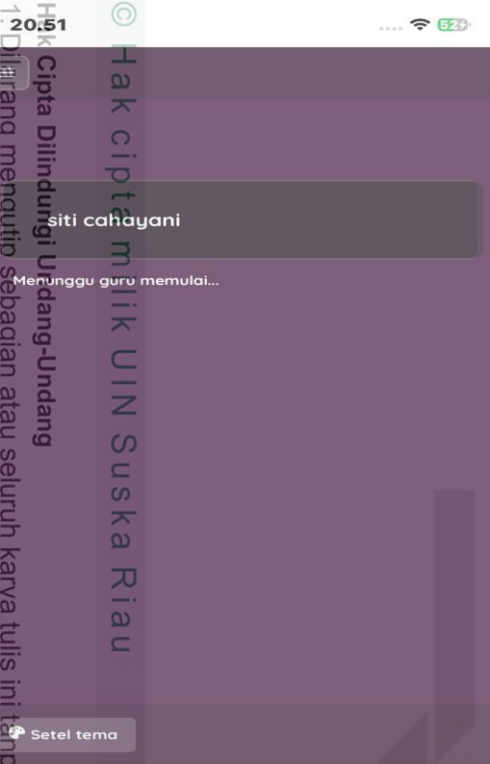 20.51
52
siti cahayani
Menunggu guru memulai...
Setel tema
© Hak cipta milik UIN Suska Riau
Hak Cipta Dilindungi Undang-Undang
1. Dilarang mengutip sebagian atau seluruh karya tulis ini